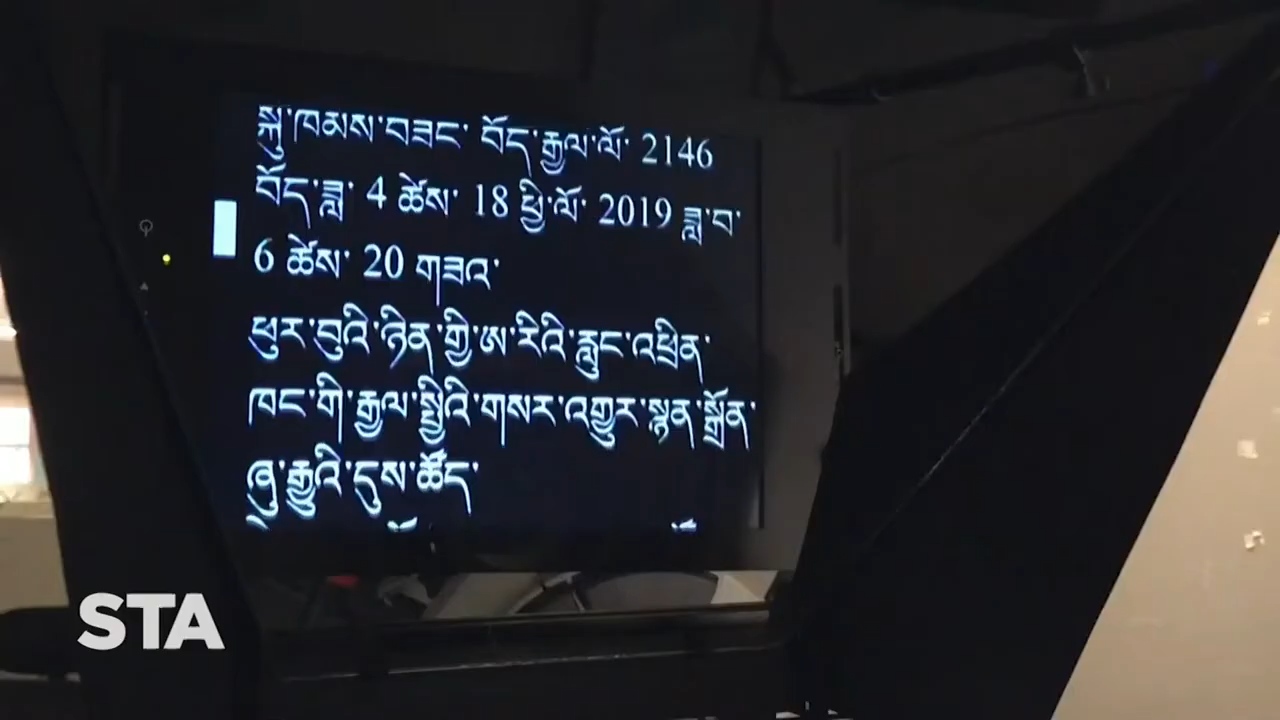 སྐུ་ཁམས་བཟང་ བོད་རྒྱལ་ལོ་ 2146
བོད་ཟླ་ 4 ཚེས་ 18 ཕྱི་ལོ་ 2019 ཟླ་བ་
6 ཚེས་ 20 གཟའ་
ཕུར་བུའི་ཉིན་གྱི་ཨ་རིའི་རླུང་འཕྲིན་
ཁང་གི་རྒྱལ་སྤྱིའི་གསར་འགྱུར་སྙན་སྒྲོན་
ཞུ་རྒྱུའི་དུས་ཚོད་
STA